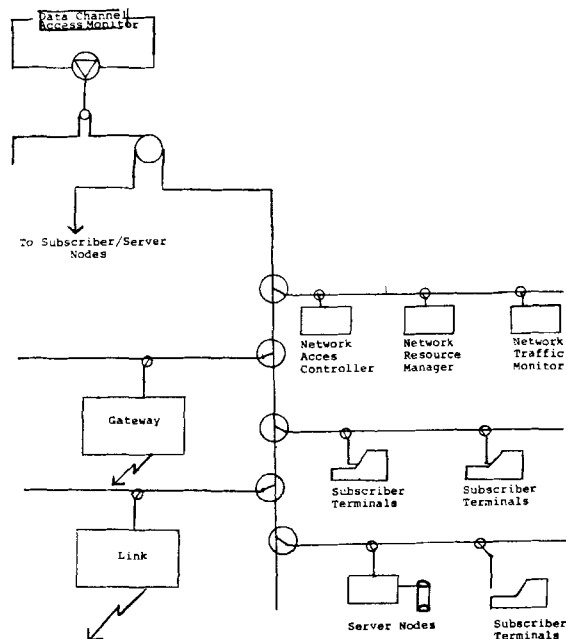 Data Channel
Access Monitor
To Subscriber/Server
Nodes
Network
Acces
Controller
Network
Resource
Manager
Network
Traffic
Monitor
Gateway
Subscriber
Terminals
Subscriber
Terminals
Link
Server Nodes
Subscriber
Terminals